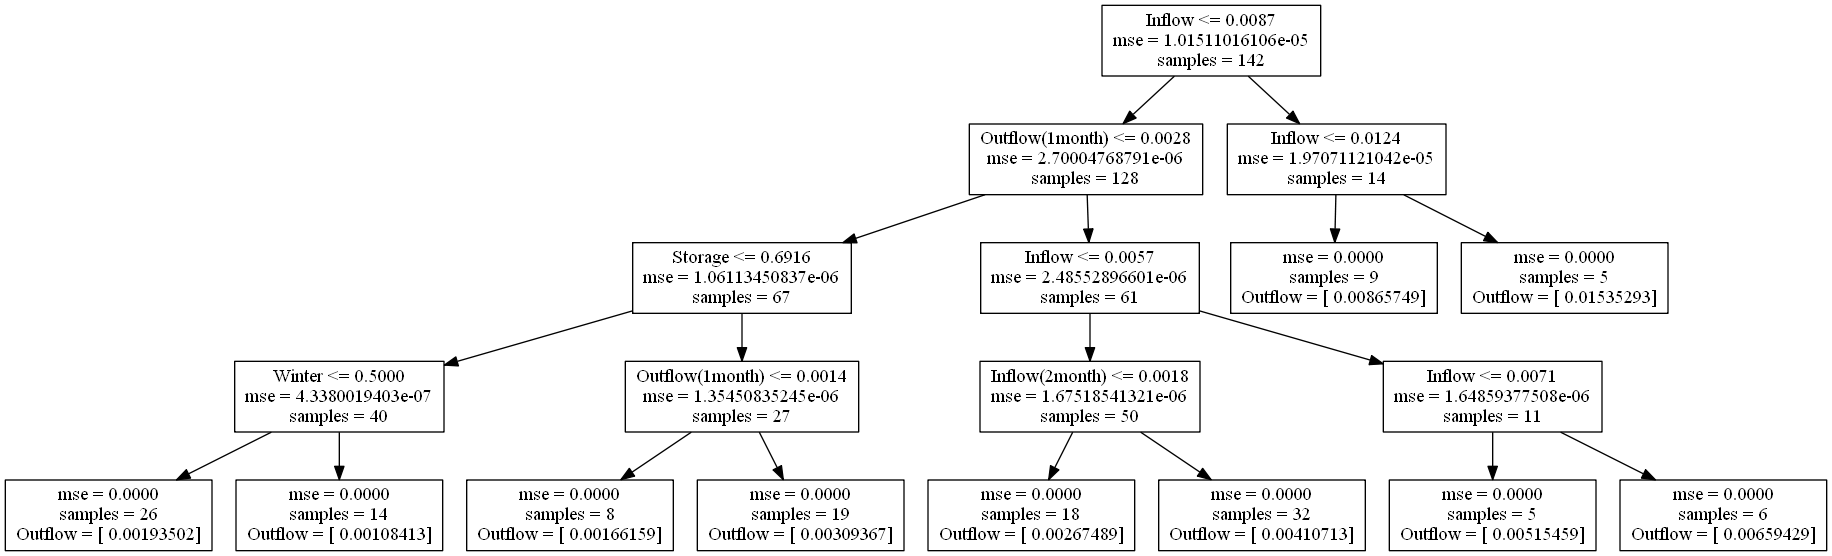 Inflow <= 0.0087
mse = 1.01511016106e-05
samples = 142
Outflow(1month) <= 0.0028
mse = 2.70004768791e-06
samples = 128
Inflow <= 0.0124
mse = 1.97071121042e-05
samples = 14
Storage <= 0.6916
mse = 1.06113450837e-06
samples = 67
Inflow <= 0.0057
mse = 2.48552896601e-06
samples = 61
mse = 0.0000
samples = 9
Outflow = [ 0.00865749]
mse = 0.0000
samples = 5
Outflow = [ 0.01535293]
Winter <= 0.5000
mse = 4.3380019403e-07
samples = 40
Outflow(1month) <= 0.0014
mse = 1.35450835245e-06
samples = 27
Inflow(2month) <= 0.0018
mse = 1.67518541321e-06
samples = 50
Inflow <= 0.0071
mse = 1.64859377508e-06
samples = 11
mse = 0.0000
samples = 26
Outflow = [ 0.00193502]
mse = 0.0000
samples = 14
Outflow = [ 0.00108413]
mse = 0.0000
samples = 8
Outflow = [ 0.00166159]
mse = 0.0000
samples = 19
Outflow = [ 0.00309367]
mse = 0.0000
samples = 18
Outflow = [ 0.00267489]
mse = 0.0000
samples = 32
Outflow = [ 0.00410713]
mse = 0.0000
samples = 5
Outflow = [ 0.00515459]
mse = 0.0000
samples = 6
Outflow = [ 0.00659429]